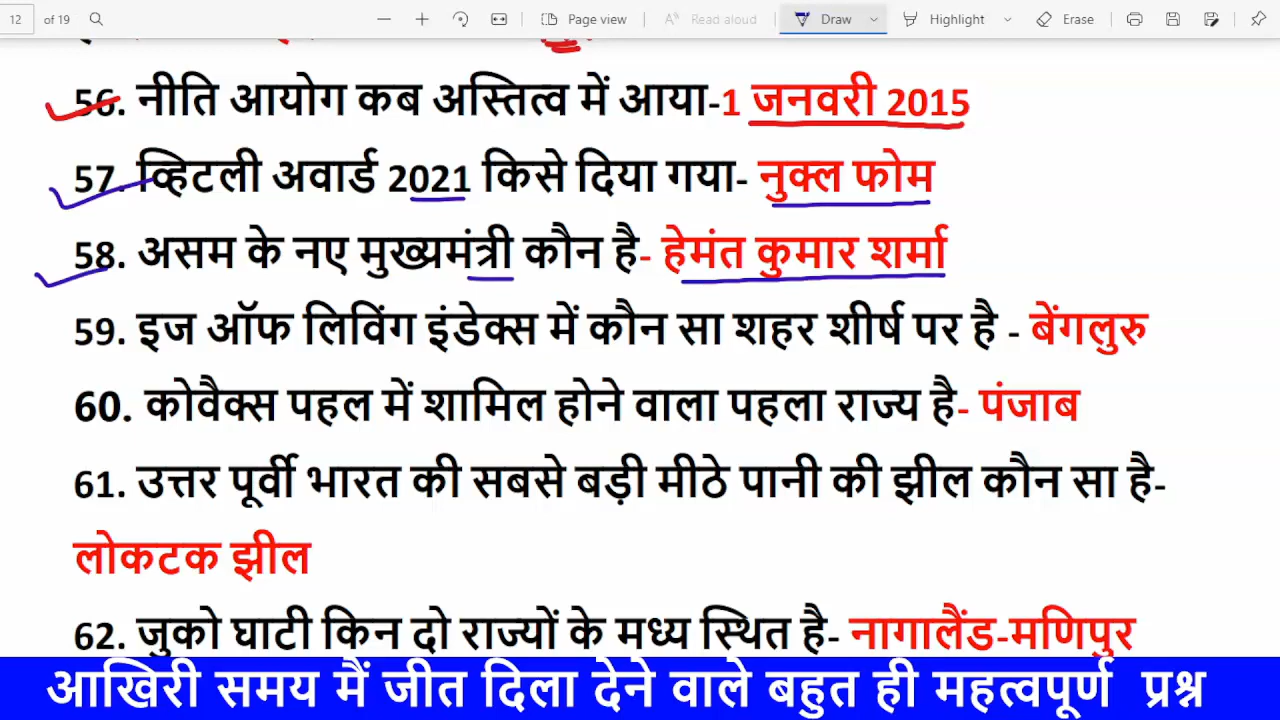 12 of 19 Page view Read aloud Draw Highlight Erase
56. नीति आयोग कब अस्तित्व में आया-1 जनवरी 2015
57. व्हिटली अवार्ड 2021 किसे दिया गया- नुक्ल फोम
58. असम के नए मुख्यमंत्री कौन है- हेमंत कुमार शर्मा
59. इज ऑफ लिविंग इंडेक्स में कौन सा शहर शीर्ष पर है - बेंगलुरु
60. कोवैक्स पहल में शामिल होने वाला पहला राज्य है- पंजाब
61. उत्तर पूर्वी भारत की सबसे बड़ी मीठे पानी की झील कौन सा है-
लोकटक झील
62. जुको घाटी किन दो राज्यों के मध्य स्थित है- नागालैंड-मणिपुर
आखिरी समय मैं जीत दिला देने वाले बहुत ही महत्वपूर्ण प्रश्न